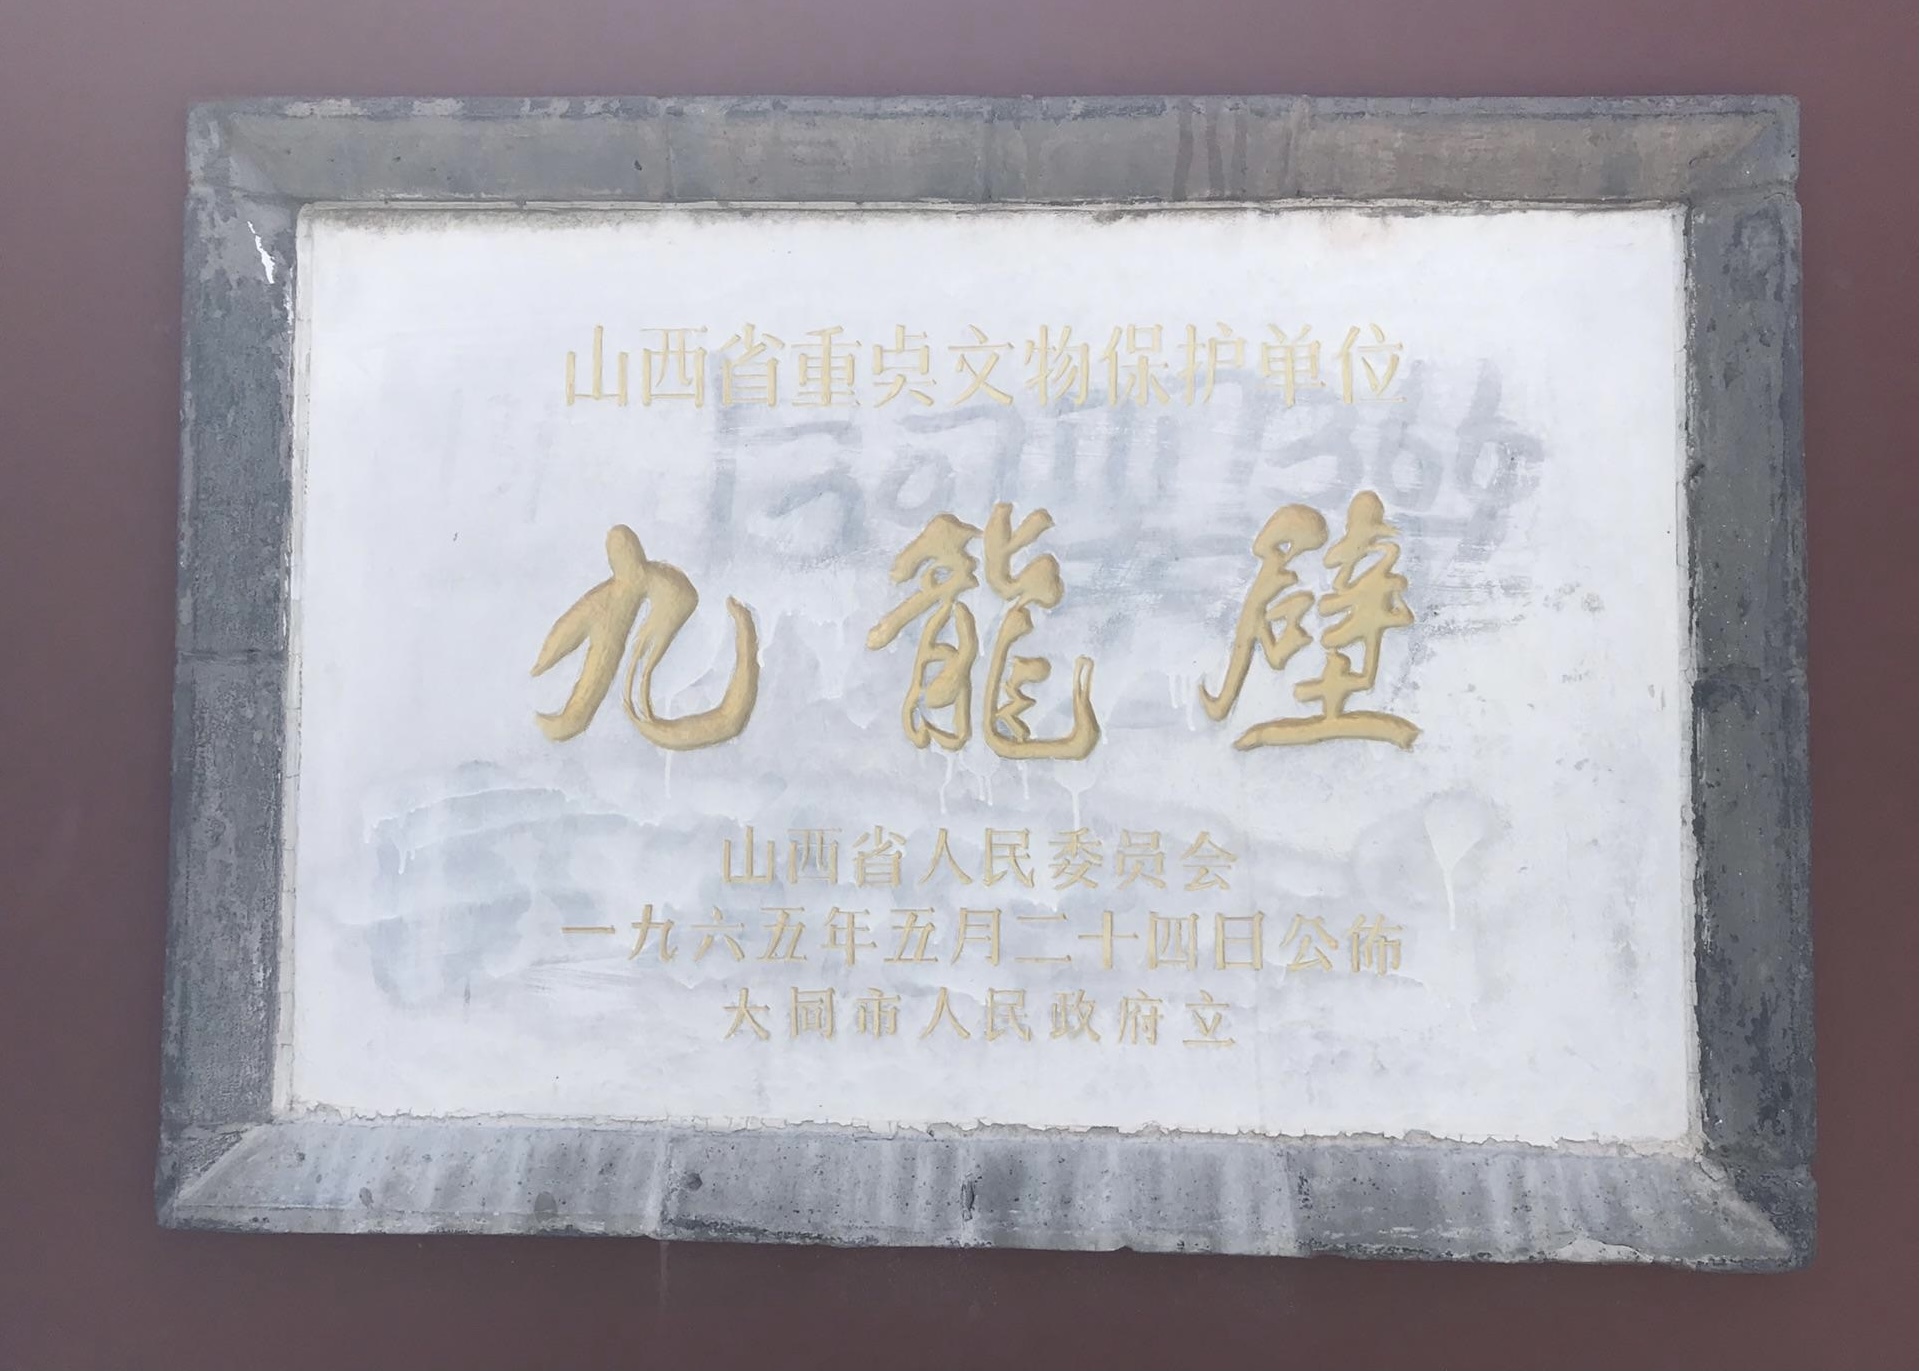 山西省重点文物保护单位
九龍壁
山西省人民委员会
一九六五年五月二十四日公佈
大同市人民政府立